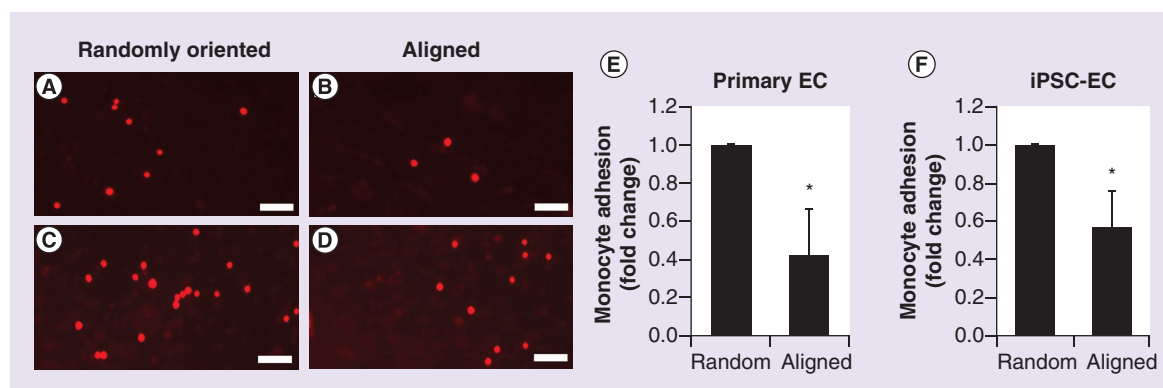 Randomly oriented
Aligned
A
B
C
D
E
Primary EC
Monocyte adhesion
(fold change)
1.2
1.0
0.8
0.6
0.4
0.2
0.0
*
Random
Aligned
F
iPSC-EC
Monocyte adhesion
(fold change)
1.2
1.0
0.8
0.6
0.4
0.2
0.0
*
Random
Aligned